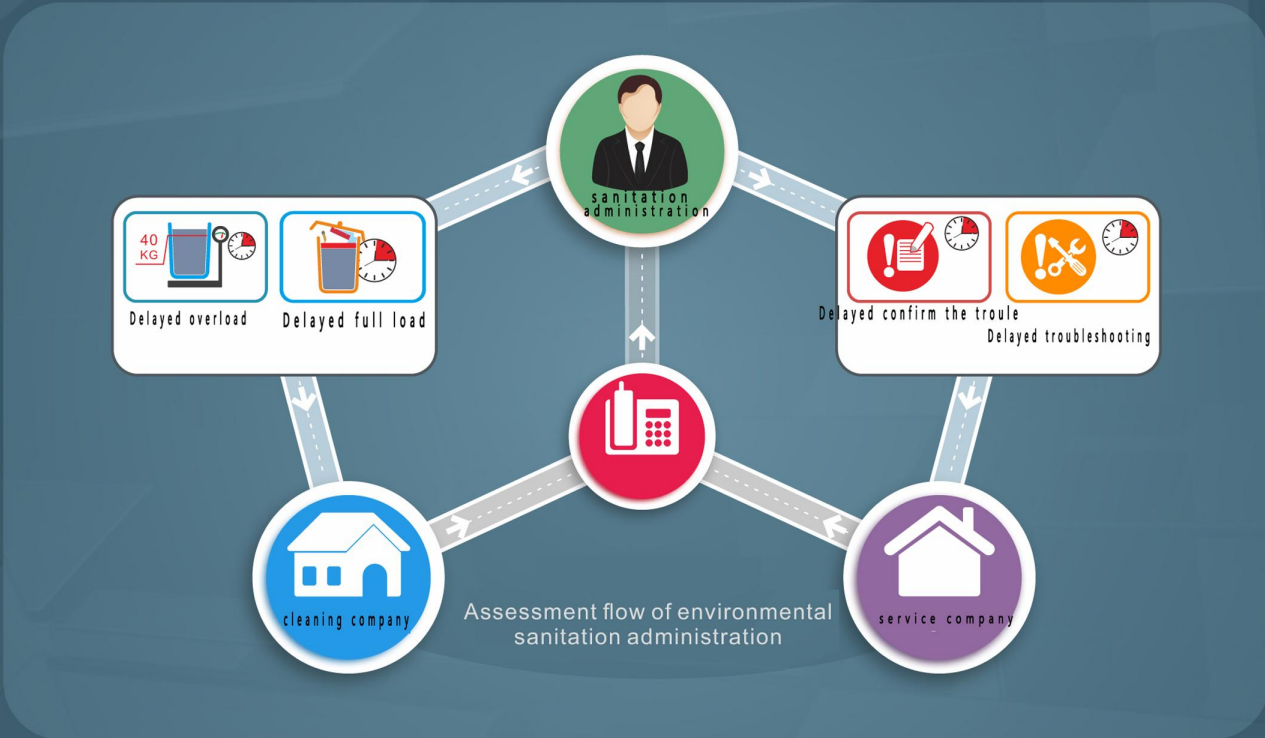 sanitation
administration
40
KG
Delayed overload
Delayed full load
Delayed confirm the troule
Delayed troubleshooting
cleaning company
Assessment flow of environmental
sanitation administration
service company